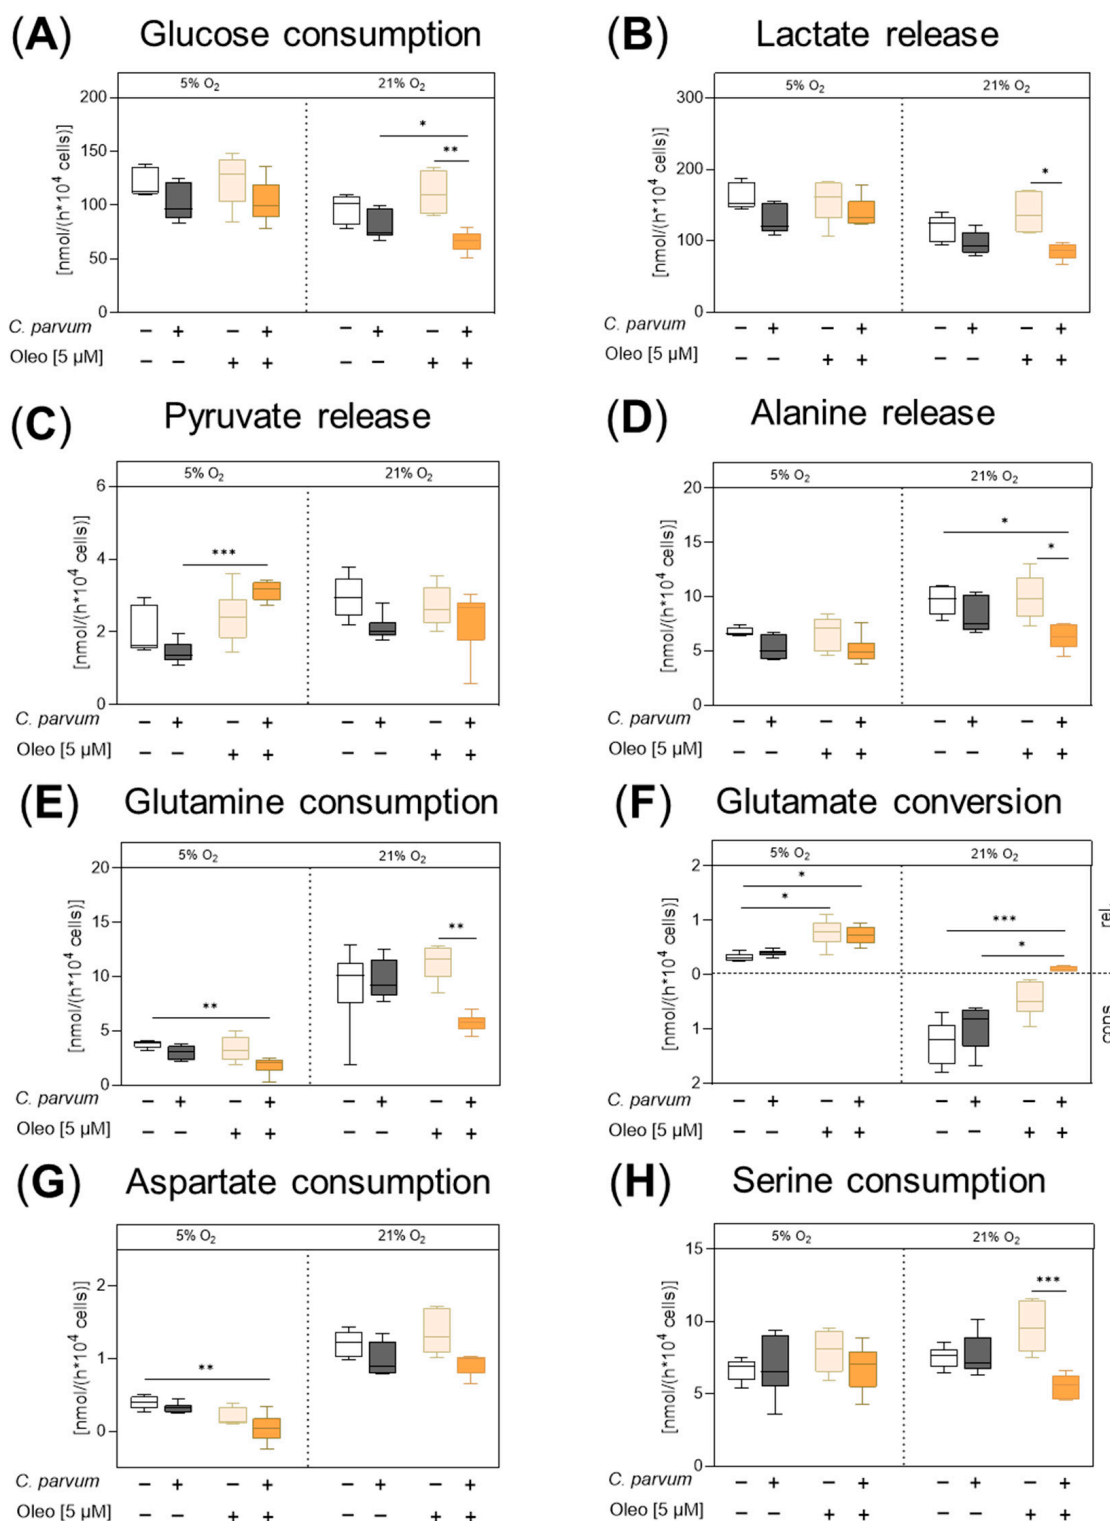 (A) Glucose consumption
5% O2 21% O2
*
**
200
150
100
50
0
[nmol/(h*10^4 cells)]
C. parvum − + − + − + − +
Oleo [5 µM] − − + + − − + +
(B) Lactate release
5% O2 21% O2
*
300
200
100
0
[nmol/(h*10^4 cells)]
C. parvum − + − + − + − +
Oleo [5 µM] − − + + − − + +
(C) Pyruvate release
5% O2 21% O2
***
6
4
2
0
[nmol/(h*10^4 cells)]
C. parvum − + − + − + − +
Oleo [5 µM] − − + + − − + +
(D) Alanine release
5% O2 21% O2
*
*
20
15
10
5
0
[nmol/(h*10^4 cells)]
C. parvum − + − + − + − +
Oleo [5 µM] − − + + − − + +
(E) Glutamine consumption
5% O2 21% O2
**
**
20
15
10
5
0
[nmol/(h*10^4 cells)]
C. parvum − + − + − + − +
Oleo [5 µM] − − + + − − + +
(F) Glutamate conversion
5% O2 21% O2
*
*
***
*
2
1
0
1
2
[nmol/(h*10^4 cells)]
rel.
cons.
C. parvum − + − + − + − +
Oleo [5 µM] − − + + − − + +
(G) Aspartate consumption
5% O2 21% O2
**
2
1
0
[nmol/(h*10^4 cells)]
C. parvum − + − + − + − +
Oleo [5 µM] − − + + − − + +
(H) Serine consumption
5% O2 21% O2
***
15
10
5
0
[nmol/(h*10^4 cells)]
C. parvum − + − + − + − +
Oleo [5 µM] − − + + − − + +